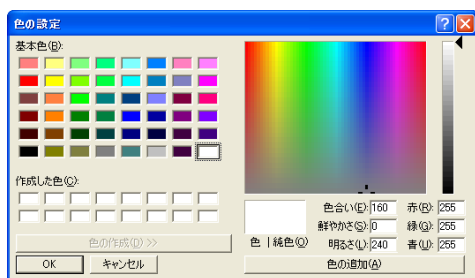 色の設定
基本色(B):
作成した色(C):
色の作成(D) >>
OK キャンセル
色 | 純色(O)
色合い(E): 160 赤(R): 255
鮮やかさ(S): 0 緑(G): 255
明るさ(L): 240 青(U): 255
色の追加(A)